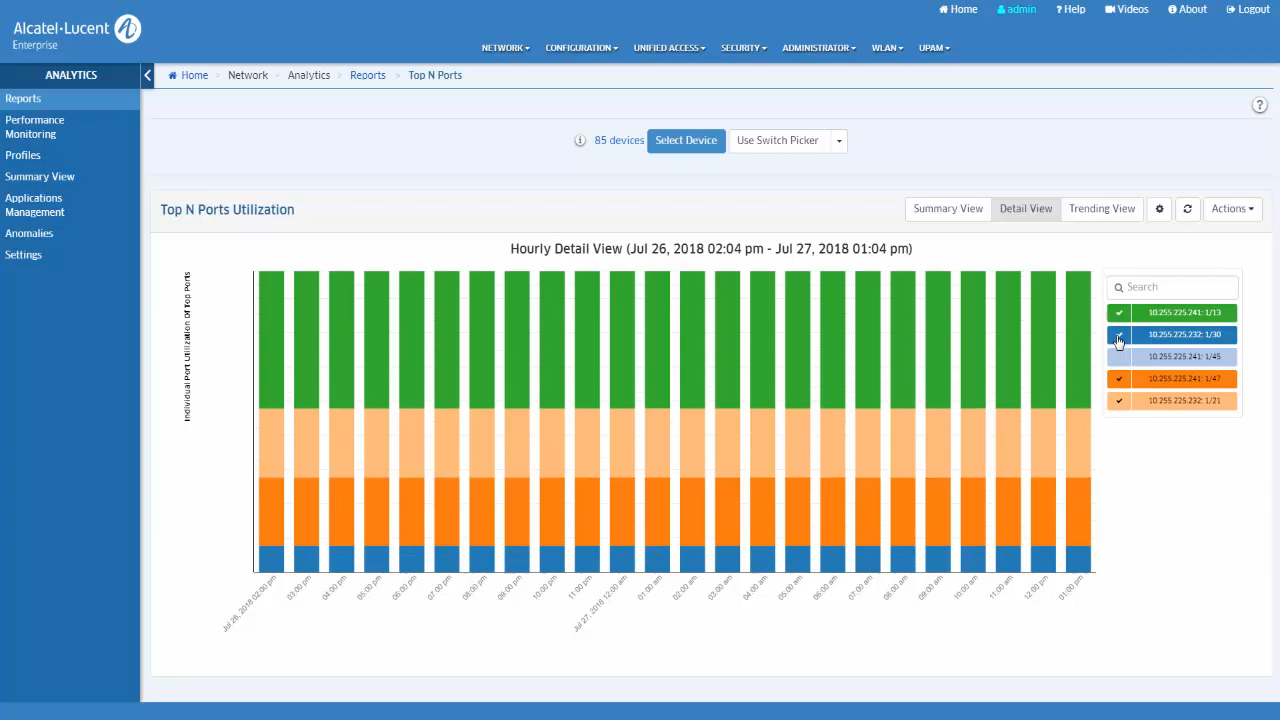 Home admin Help Videos About Logout
Alcatel·Lucent
Enterprise
NETWORK CONFIGURATION UNIFIED ACCESS SECURITY ADMINISTRATOR WLAN UPAM
ANALYTICS
Home > Network > Analytics > Reports > Top N Ports
Reports
Performance
Monitoring
Profiles
Summary View
Applications
Management
Anomalies
Settings
85 devices Select Device Use Switch Picker
Top N Ports Utilization
Summary View Detail View Trending View Actions
Hourly Detail View (Jul 26, 2018 02:04 pm - Jul 27, 2018 01:04 pm)
Individual Port Utilization Of Top Ports
Search
10.255.225.241: 1/13
10.255.225.232: 1/30
10.255.225.241: 1/45
10.255.225.241: 1/47
10.255.225.232: 1/21
Jul 26, 2018 02:00 pm
03:00 pm
04:00 pm
05:00 pm
06:00 pm
07:00 pm
08:00 pm
09:00 pm
10:00 pm
11:00 pm
Jul 27, 2018 12:00 am
01:00 am
02:00 am
03:00 am
04:00 am
05:00 am
06:00 am
07:00 am
08:00 am
09:00 am
10:00 am
11:00 am
12:00 pm
01:00 pm